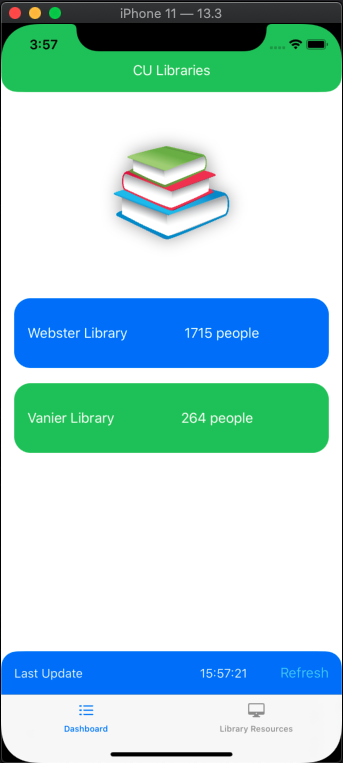 iPhone 11 — 13.3
3:57
CU Libraries
Webster Library 1715 people
Vanier Library 264 people
Last Update 15:57:21 Refresh
Dashboard Library Resources